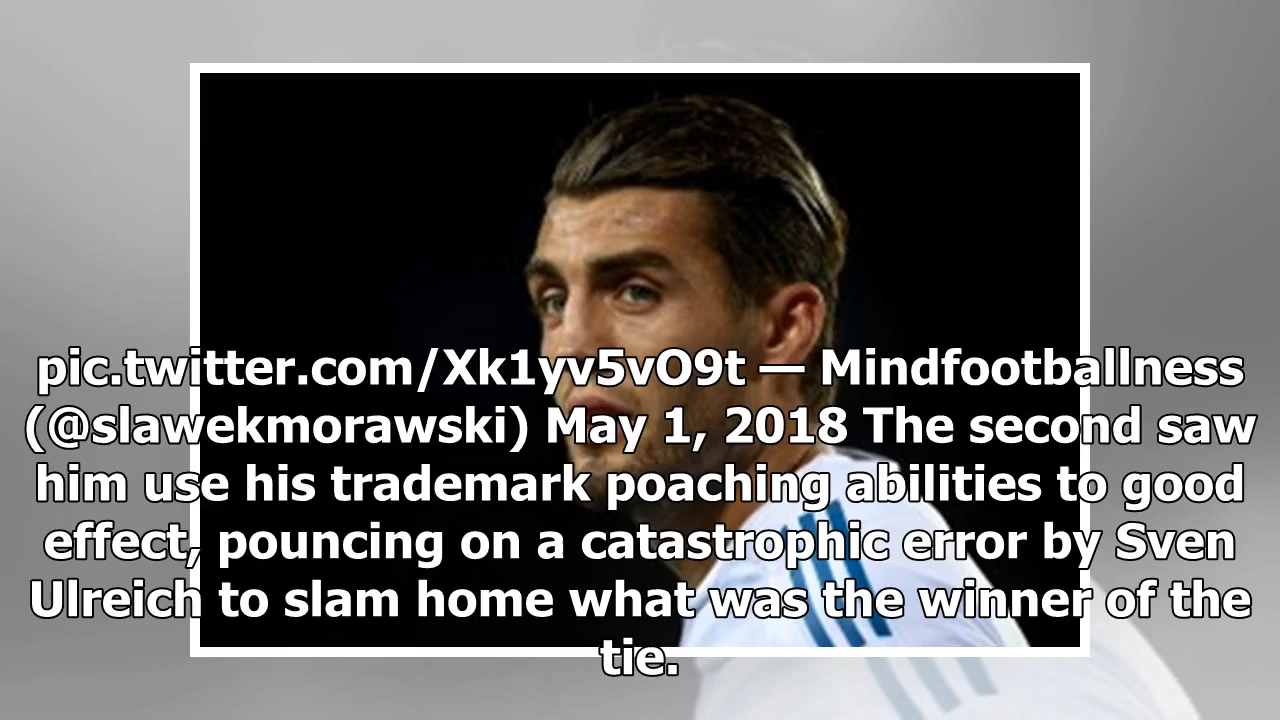 pic.twitter.com/Xk1yv5vO9t — Mindfootballness
(@slawekmorawski) May 1, 2018 The second saw
him use his trademark poaching abilities to good
effect, pouncing on a catastrophic error by Sven
Ulreich to slam home what was the winner of the
tie.